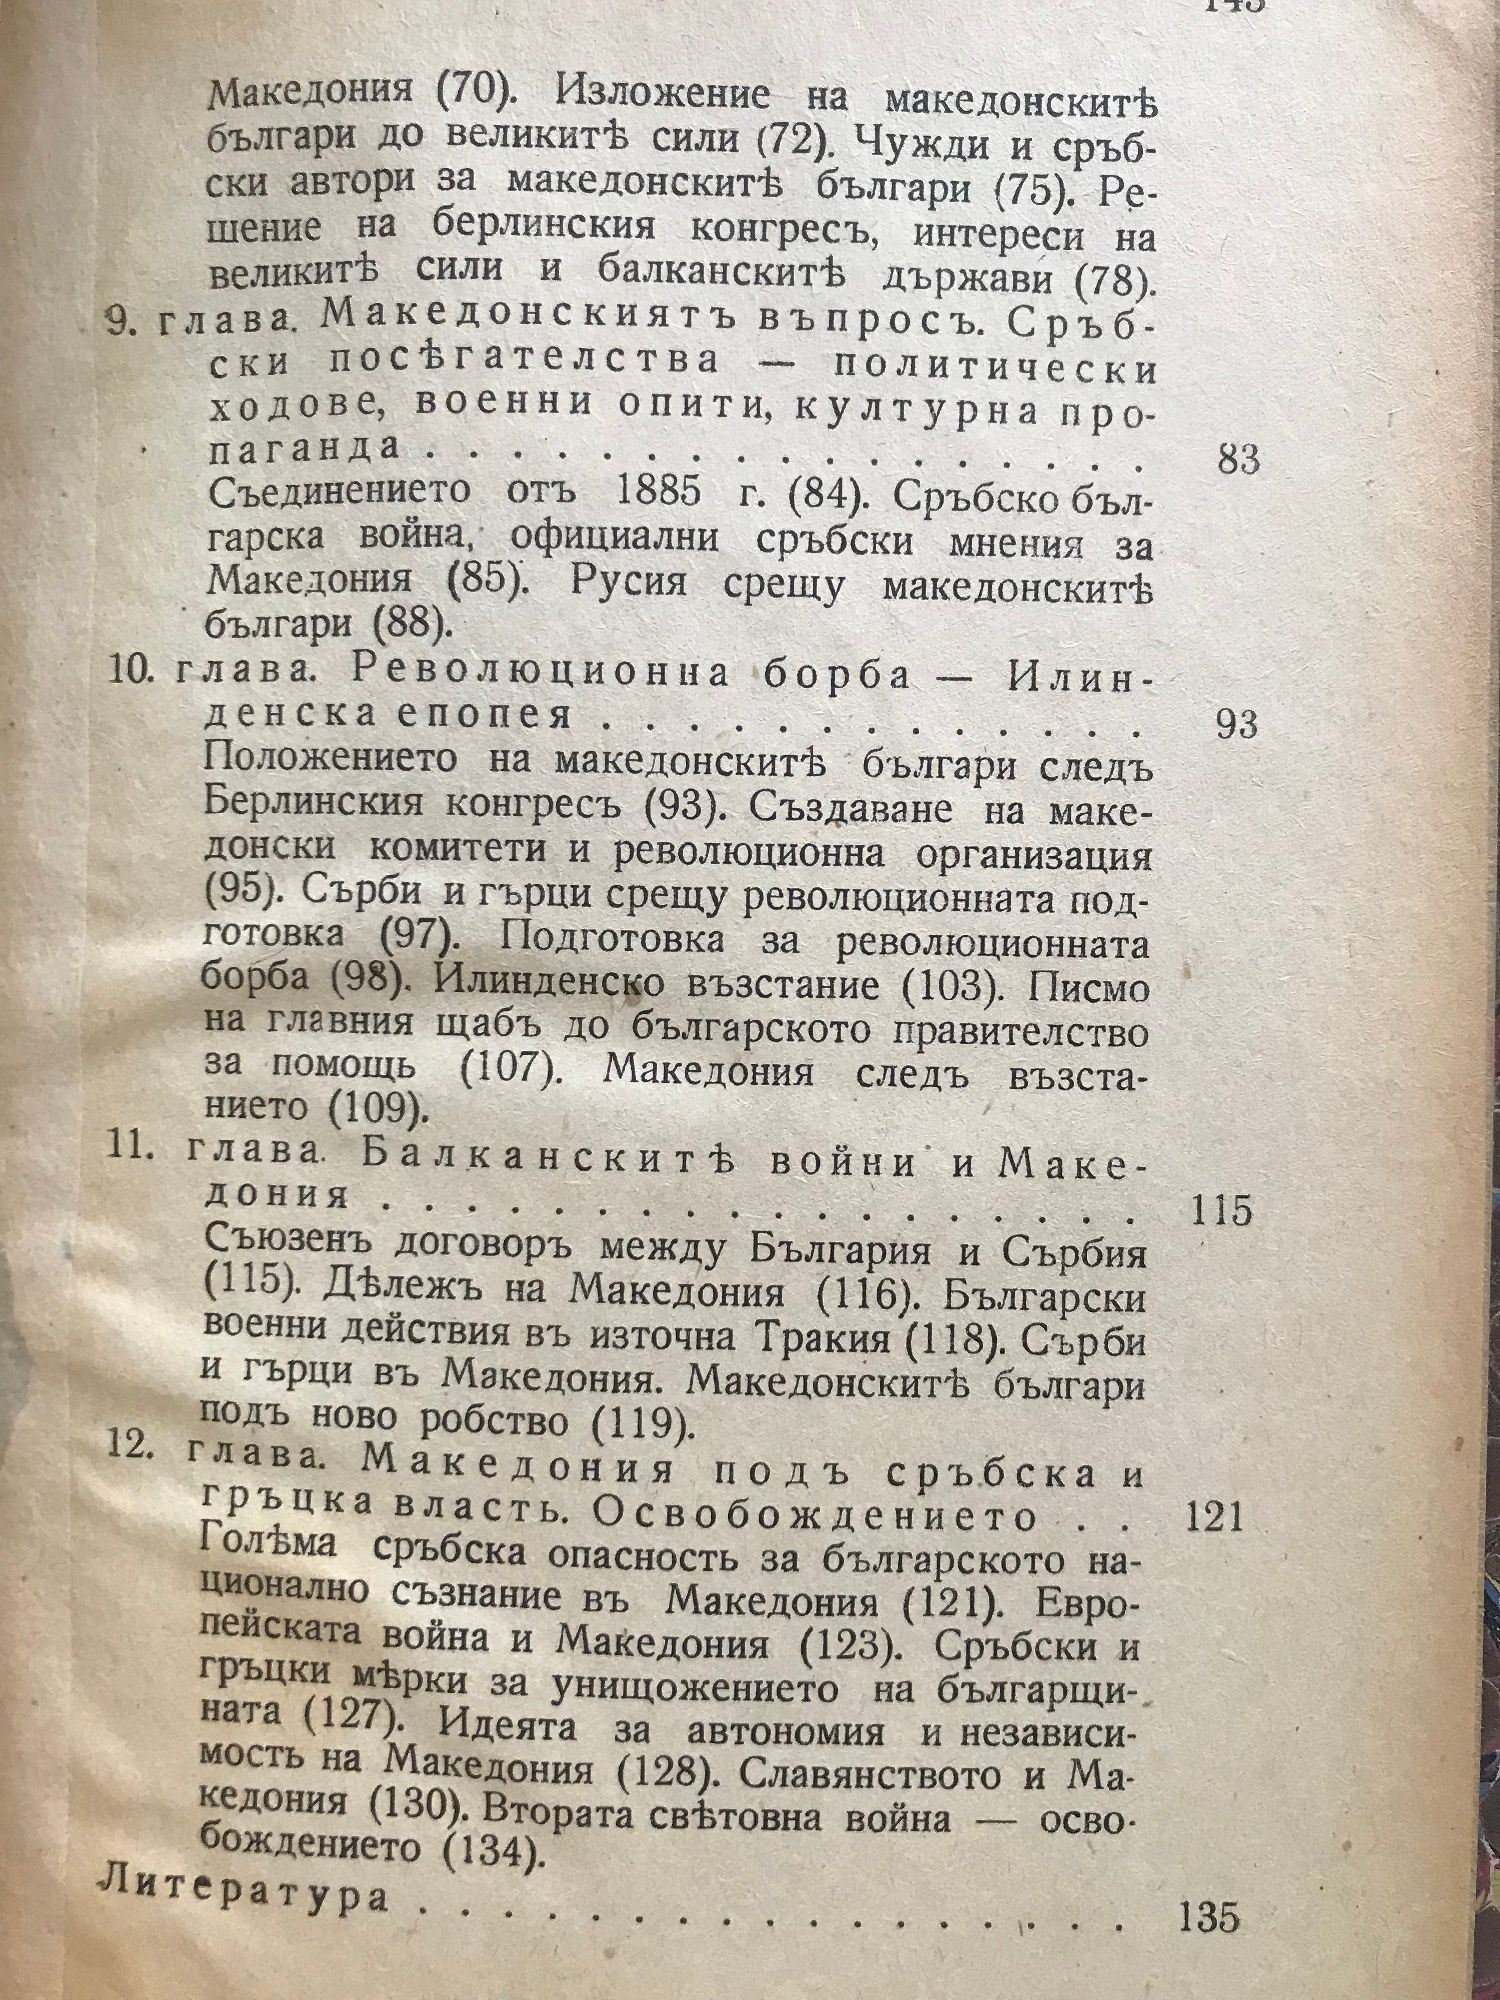 143
Македония (70). Изложение на македонскитѣ
българи до великитѣ сили (72). Чужди и сръб-
ски автори за македонскитѣ българи (75). Ре-
шение на берлинския конгресъ, интереси на
великитѣ сили и балканскитѣ държави (78).
9. глава. Македонскиятъ въпросъ. Сръб-
ски посѣгателства — политически
ходове, военни опити, културна про-
паганда . . . . . . . . . . . . . . . . . 83
Съединението отъ 1885 г. (84). Сръбско бъл-
гарска война, официални сръбски мнения за
Македония (85). Русия срещу македонскитѣ
българи (88).
10. глава. Революционна борба — Илин-
денска епопея . . . . . . . . . . . . . 93
Положението на македонскитѣ българи следъ
Берлинския конгресъ (93). Създаване на маке-
донски комитети и революционна организация
(95). Сърби и гърци срещу революционната под-
готовка (97). Подготовка за революционната
борба (98). Илинденско възстание (103). Писмо
на главния щабъ до българското правителство
за помощь (107). Македония следъ възста-
нието (109).
11. глава. Балканскитѣ войни и Маке-
дония . . . . . . . . . . . . . . . . . . 115
Съюзенъ договоръ между България и Сърбия
(115). Дѣлежъ на Македония (116). Български
военни действия въ източна Тракия (118). Сърби
и гърци въ Македония. Македонскитѣ българи
подъ ново робство (119).
12. глава. Македония подъ сръбска и
гръцка власть. Освобождението . . 121
Голѣма сръбска опасность за българското на-
ционално съзнание въ Македония (121). Евро-
пейската война и Македония (123). Сръбски и
гръцки мѣрки за унищожението на българщи-
ната (127). Идеята за автономия и независи-
мость на Македония (128). Славянството и Ма-
кедония (130). Втората свѣтовна война — осво-
бождението (134).
Литература . . . . . . . . . . . . . . . . . 135